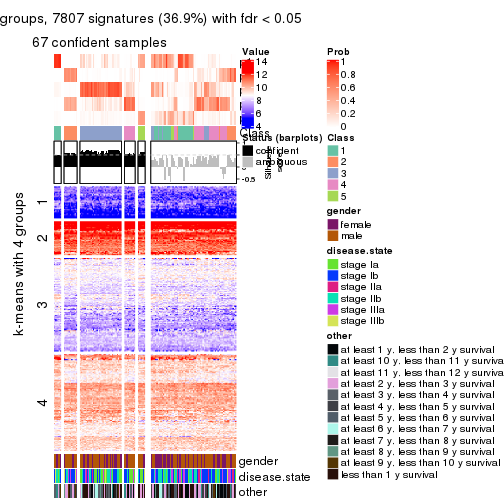 groups, 7807 signatures (36.9%) with fdr < 0.05
67 confident samples
Value
14
12
10
8
6
4
Prob
1
0.8
0.6
0.4
0.2
0
Class
Status (barplots)
confident
ambiguous
-0.5
Class
1
2
3
4
5
gender
female
male
disease.state
stage Ia
stage Ib
stage IIa
stage IIb
stage IIIa
stage IIIb
other
at least 1 y. less than 2 y survival
at least 10 y. less than 11 y surviva
at least 11 y. less than 12 y surviva
at least 2 y. less than 3 y survival
at least 3 y. less than 4 y survival
at least 4 y. less than 5 y survival
at least 5 y. less than 6 y survival
at least 6 y. less than 7 y survival
at least 7 y. less than 8 y survival
at least 8 y. less than 9 y survival
at least 9 y. less than 10 y survival
less than 1 y survival
k-means with 4 groups
1
2
3
4
gender
disease.state
other